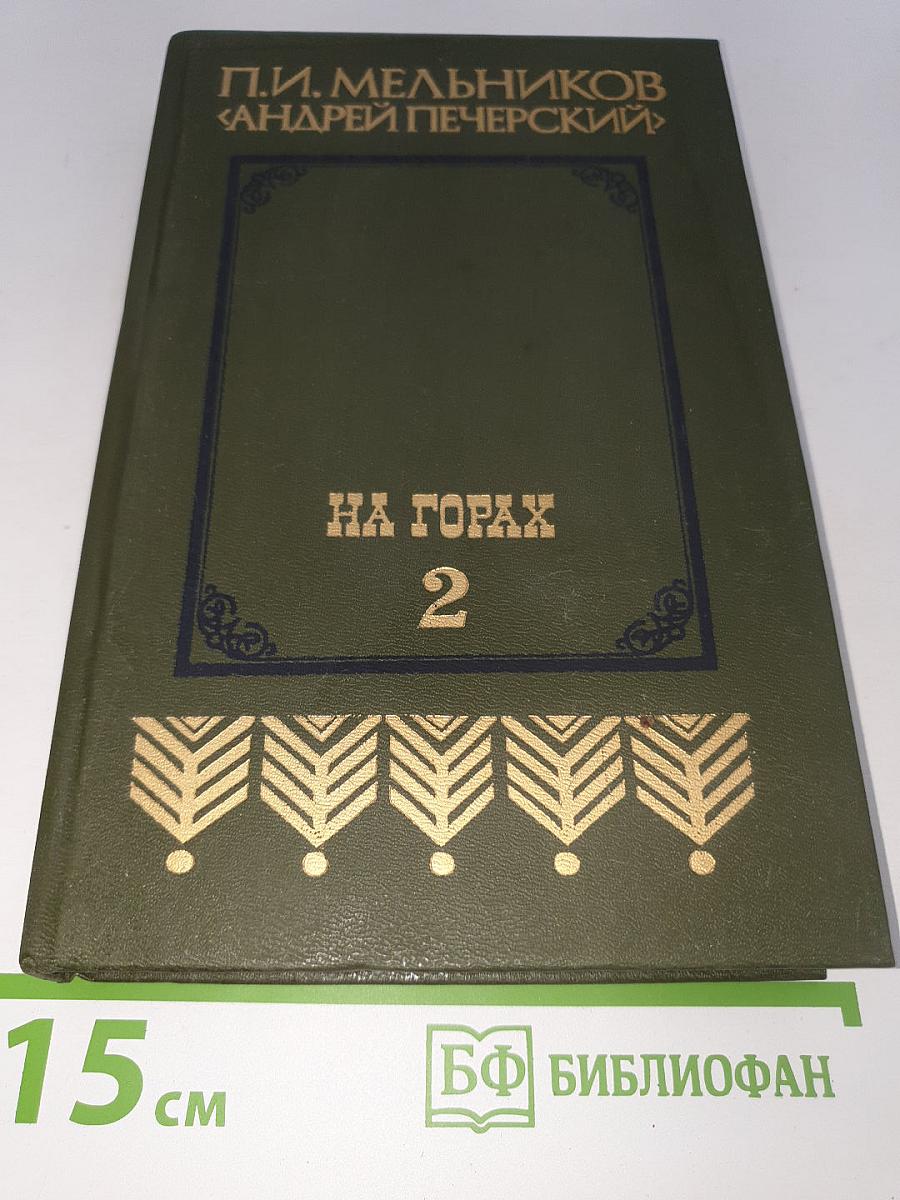 П.И. МЕЛЬНИКОВ
<АНДРЕЙ ПЕЧЕРСКИЙ>
НА ГОРАХ
2
15 см
БФ БИБЛИОФАН